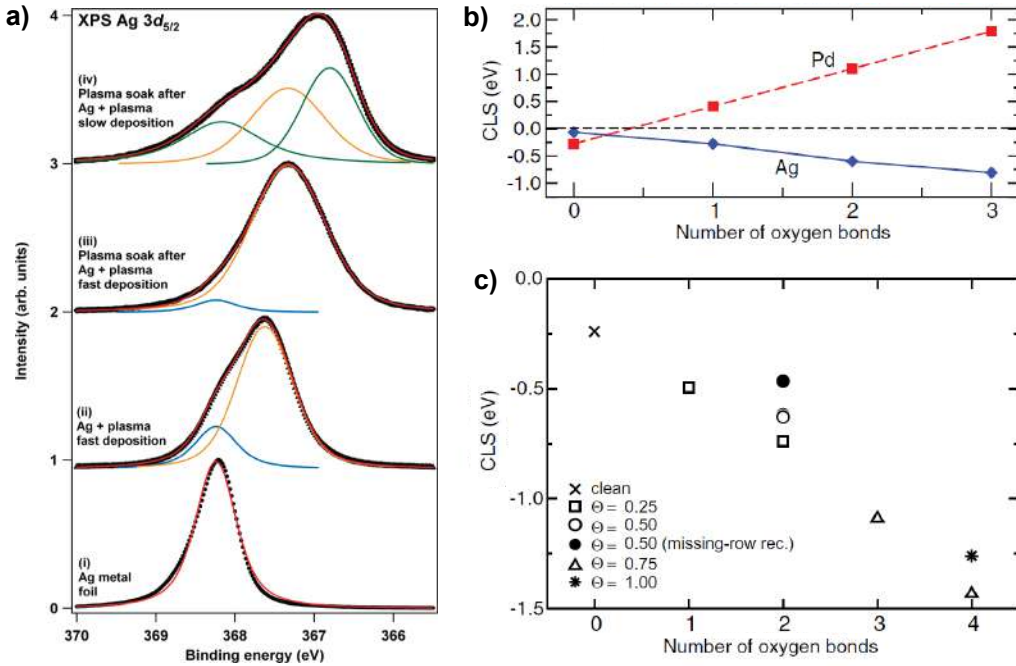 a)
XPS Ag 3d5/2
4
(iv)
Plasma soak after
Ag + plasma
slow deposition
3
(iii)
Plasma soak after
Ag + plasma
fast deposition
2
(ii)
Ag + plasma
fast deposition
1
(i)
Ag metal
foil
0
Intensity (arb. units)
370 369 368 367 366
Binding energy (eV)
b)
2.0
1.5
1.0
0.5
0.0
-0.5
-1.0
CLS (eV)
Pd
Ag
0 1 2 3
Number of oxygen bonds
c)
0.0
-0.5
-1.0
-1.5
CLS (eV)
clean
Θ = 0.25
Θ = 0.50
Θ = 0.50 (missing-row rec.)
Θ = 0.75
Θ = 1.00
0 1 2 3 4
Number of oxygen bonds